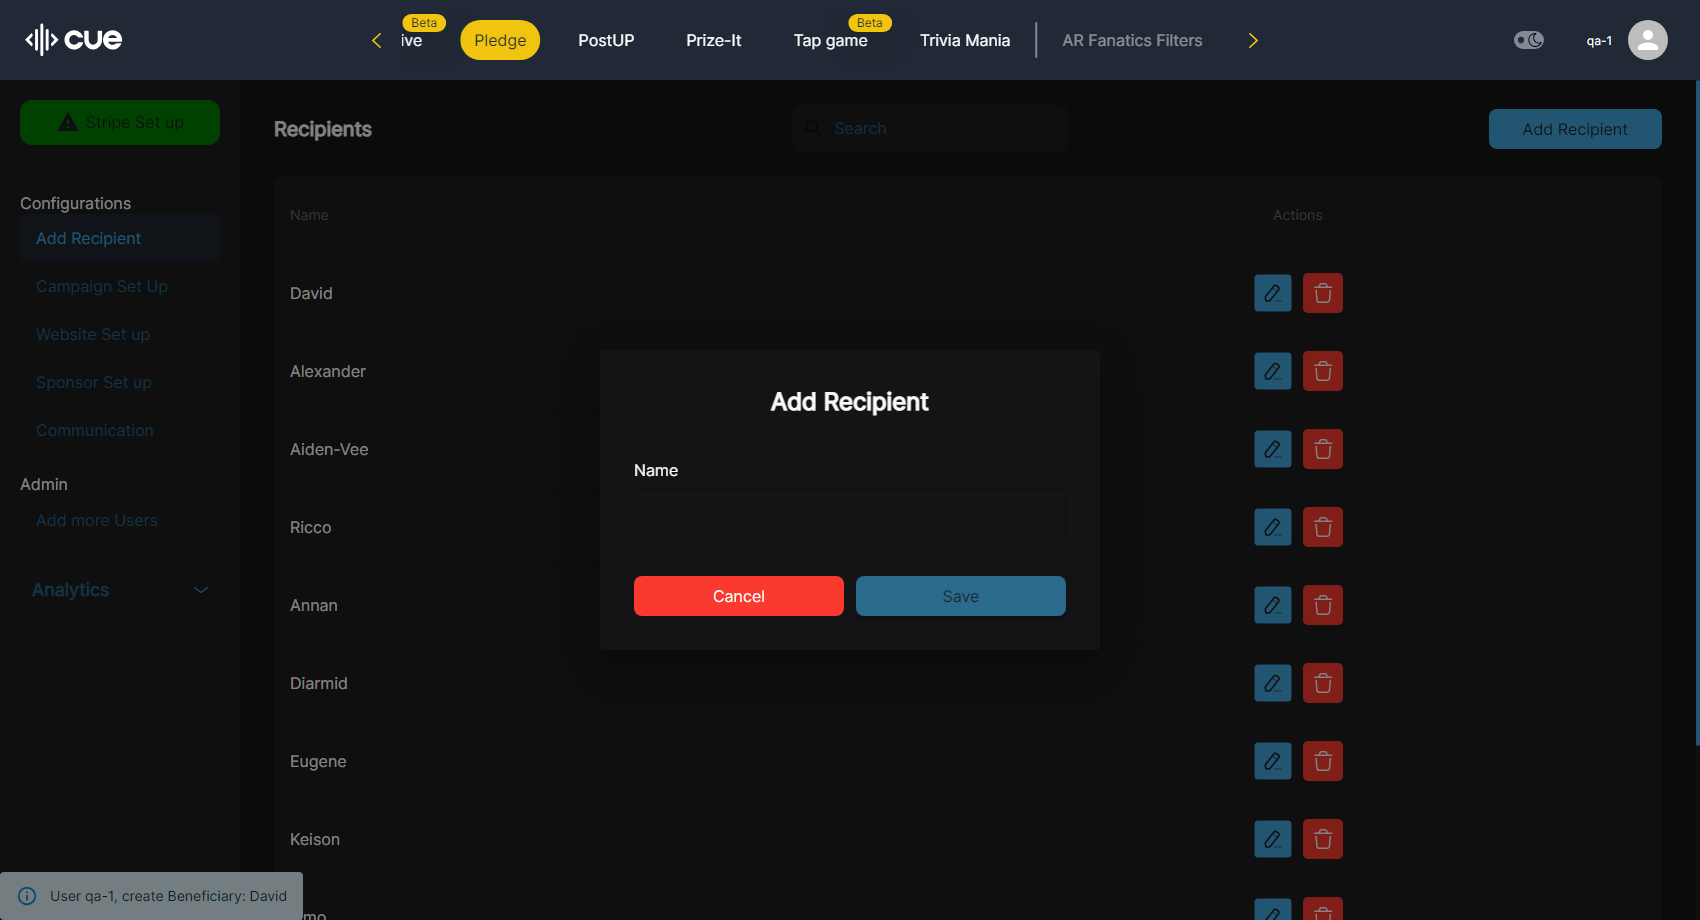 cue
ive
Beta
Pledge
PostUP
Prize-It
Tap game
Beta
Trivia Mania
AR Fanatics Filters
qa-1
Stripe Set up
Configurations
Add Recipient
Campaign Set Up
Website Set up
Sponsor Set up
Communication
Admin
Add more Users
Analytics
Recipients
Search
Add Recipient
Name
Actions
David
Alexander
Aiden-Vee
Ricco
Annan
Diarmid
Eugene
Keison
mo
Add Recipient
Name
Cancel
Save
User qa-1, create Beneficiary: David